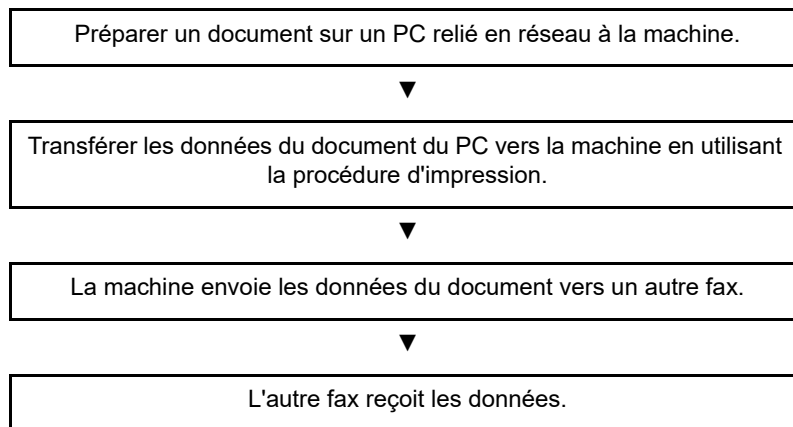 Préparer un document sur un PC relié en réseau à la machine.
▼
Transférer les données du document du PC vers la machine en utilisant
la procédure d'impression.
▼
La machine envoie les données du document vers un autre fax.
▼
L'autre fax reçoit les données.